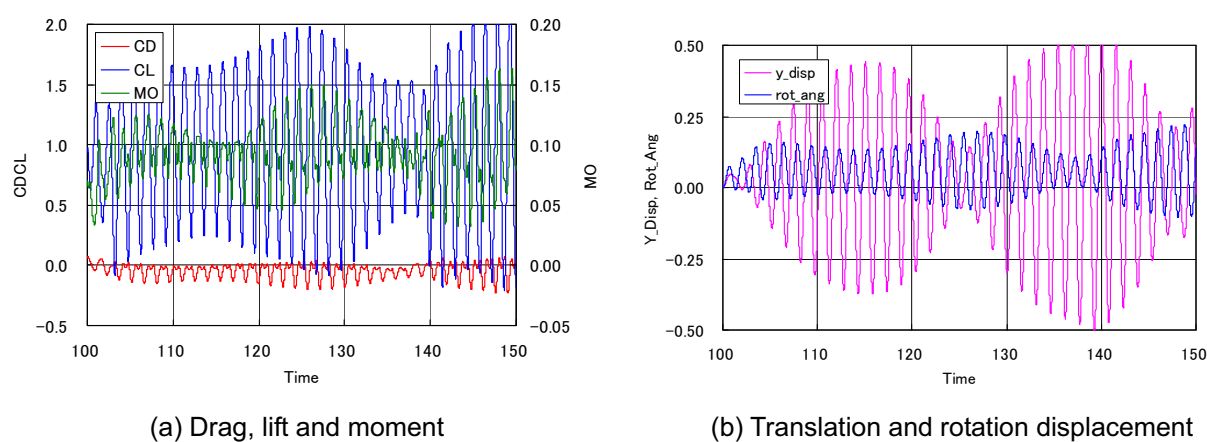 2.0
1.5
1.0
0.5
0.0
−0.5
CDCL
CD
CL
MO
0.20
0.15
0.10
0.05
0.00
−0.05
MO
100 110 120 130 140 150
Time
(a) Drag, lift and moment
0.50
0.25
0.00
−0.25
−0.50
Y_Disp, Rot_Ang
y_disp
rot_ang
100 110 120 130 140 150
Time
(b) Translation and rotation displacement